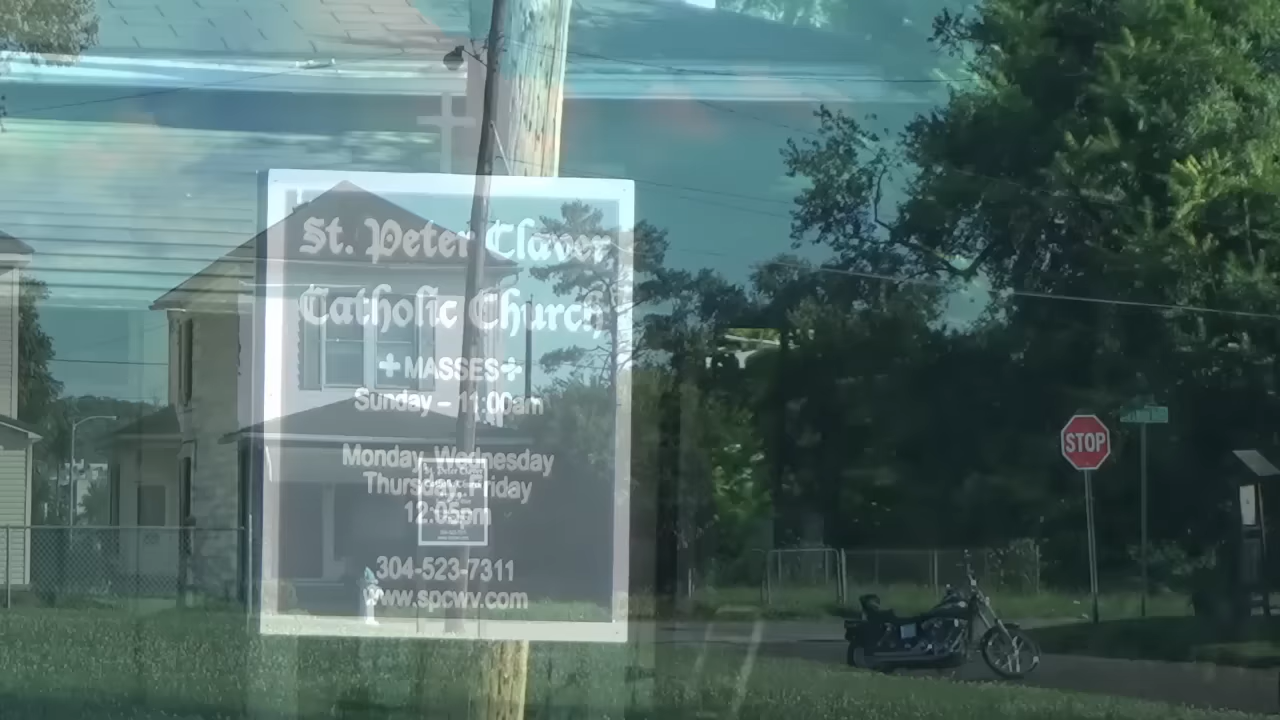 St. Peter Claver
Catholic Church
MASSES
Sunday - 11:00am
Monday, Wednesday
Thursday, Friday
12:05pm
304-523-7311
www.spcwv.com
STOP